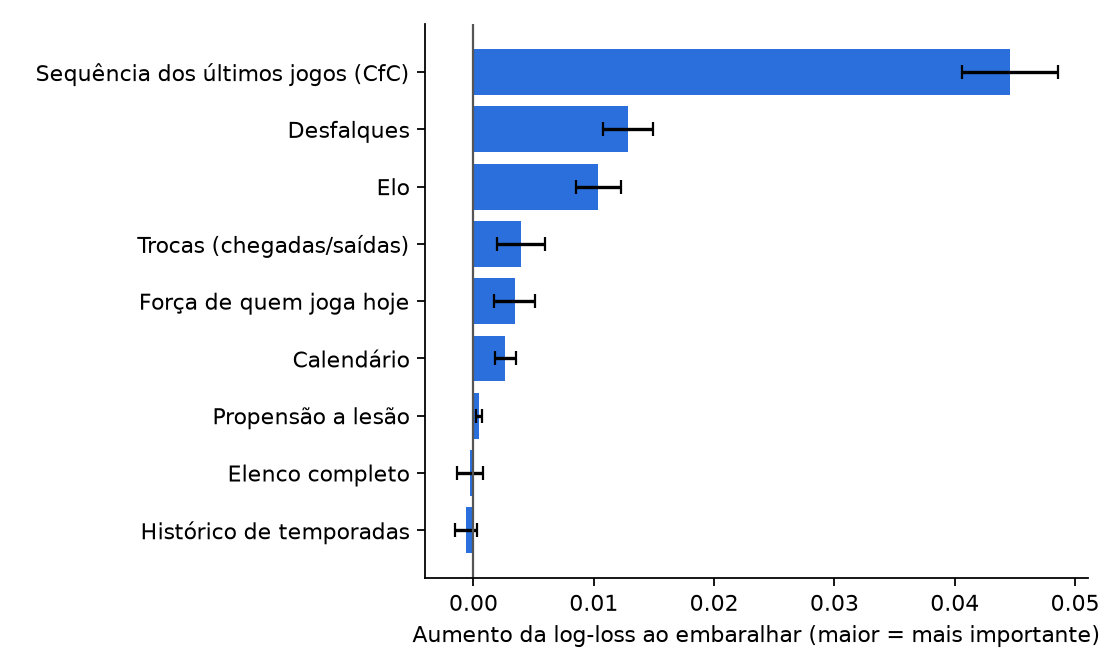 Sequência dos últimos jogos (CfC)
Desfalques
Elo
Trocas (chegadas/saídas)
Força de quem joga hoje
Calendário
Propensão a lesão
Elenco completo
Histórico de temporadas
0.00 0.01 0.02 0.03 0.04 0.05
Aumento da log-loss ao embaralhar (maior = mais importante)